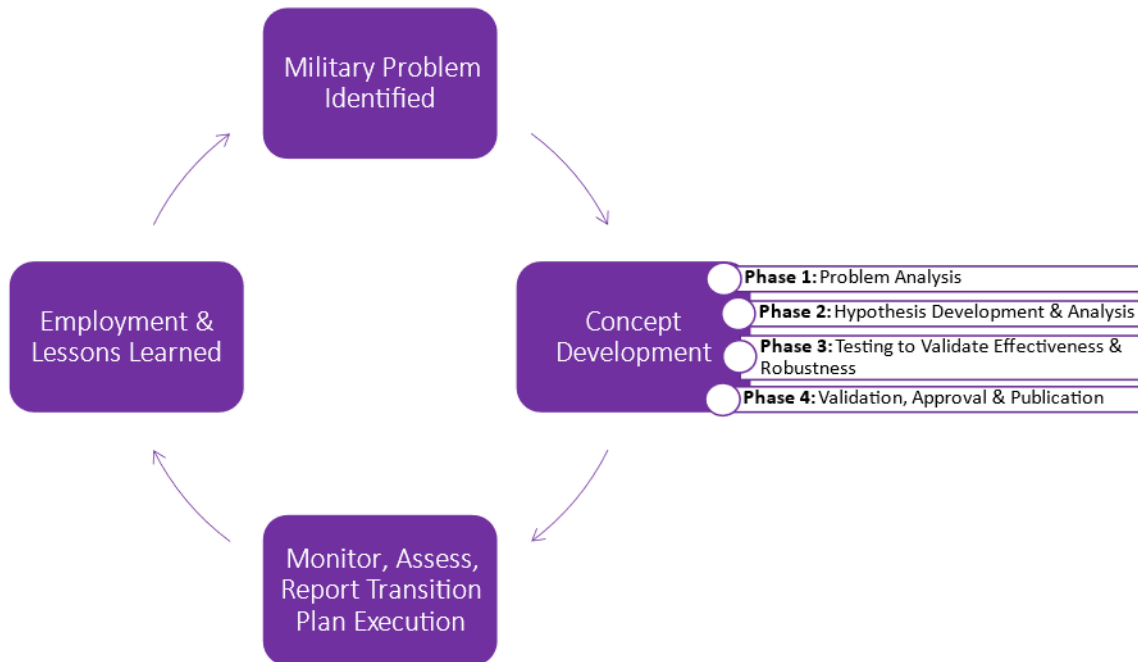 Military Problem
Identified
Concept
Development
Phase 1: Problem Analysis
Phase 2: Hypothesis Development & Analysis
Phase 3: Testing to Validate Effectiveness &
Robustness
Phase 4: Validation, Approval & Publication
Monitor, Assess,
Report Transition
Plan Execution
Employment &
Lessons Learned